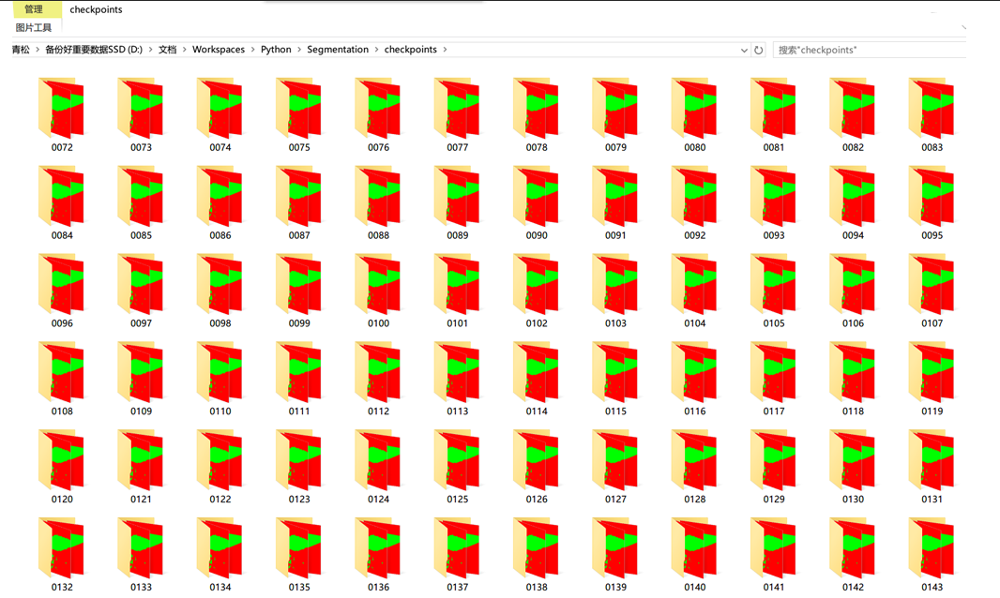 管理 checkpoints
图片工具
青松 > 备份好重要数据SSD (D:) > 文档 > Workspaces > Python > Segmentation > checkpoints > 搜索"checkpoints"
0072 0073 0074 0075 0076 0077 0078 0079 0080 0081 0082 0083
0084 0085 0086 0087 0088 0089 0090 0091 0092 0093 0094 0095
0096 0097 0098 0099 0100 0101 0102 0103 0104 0105 0106 0107
0108 0109 0110 0111 0112 0113 0114 0115 0116 0117 0118 0119
0120 0121 0122 0123 0124 0125 0126 0127 0128 0129 0130 0131
0132 0133 0134 0135 0136 0137 0138 0139 0140 0141 0142 0143